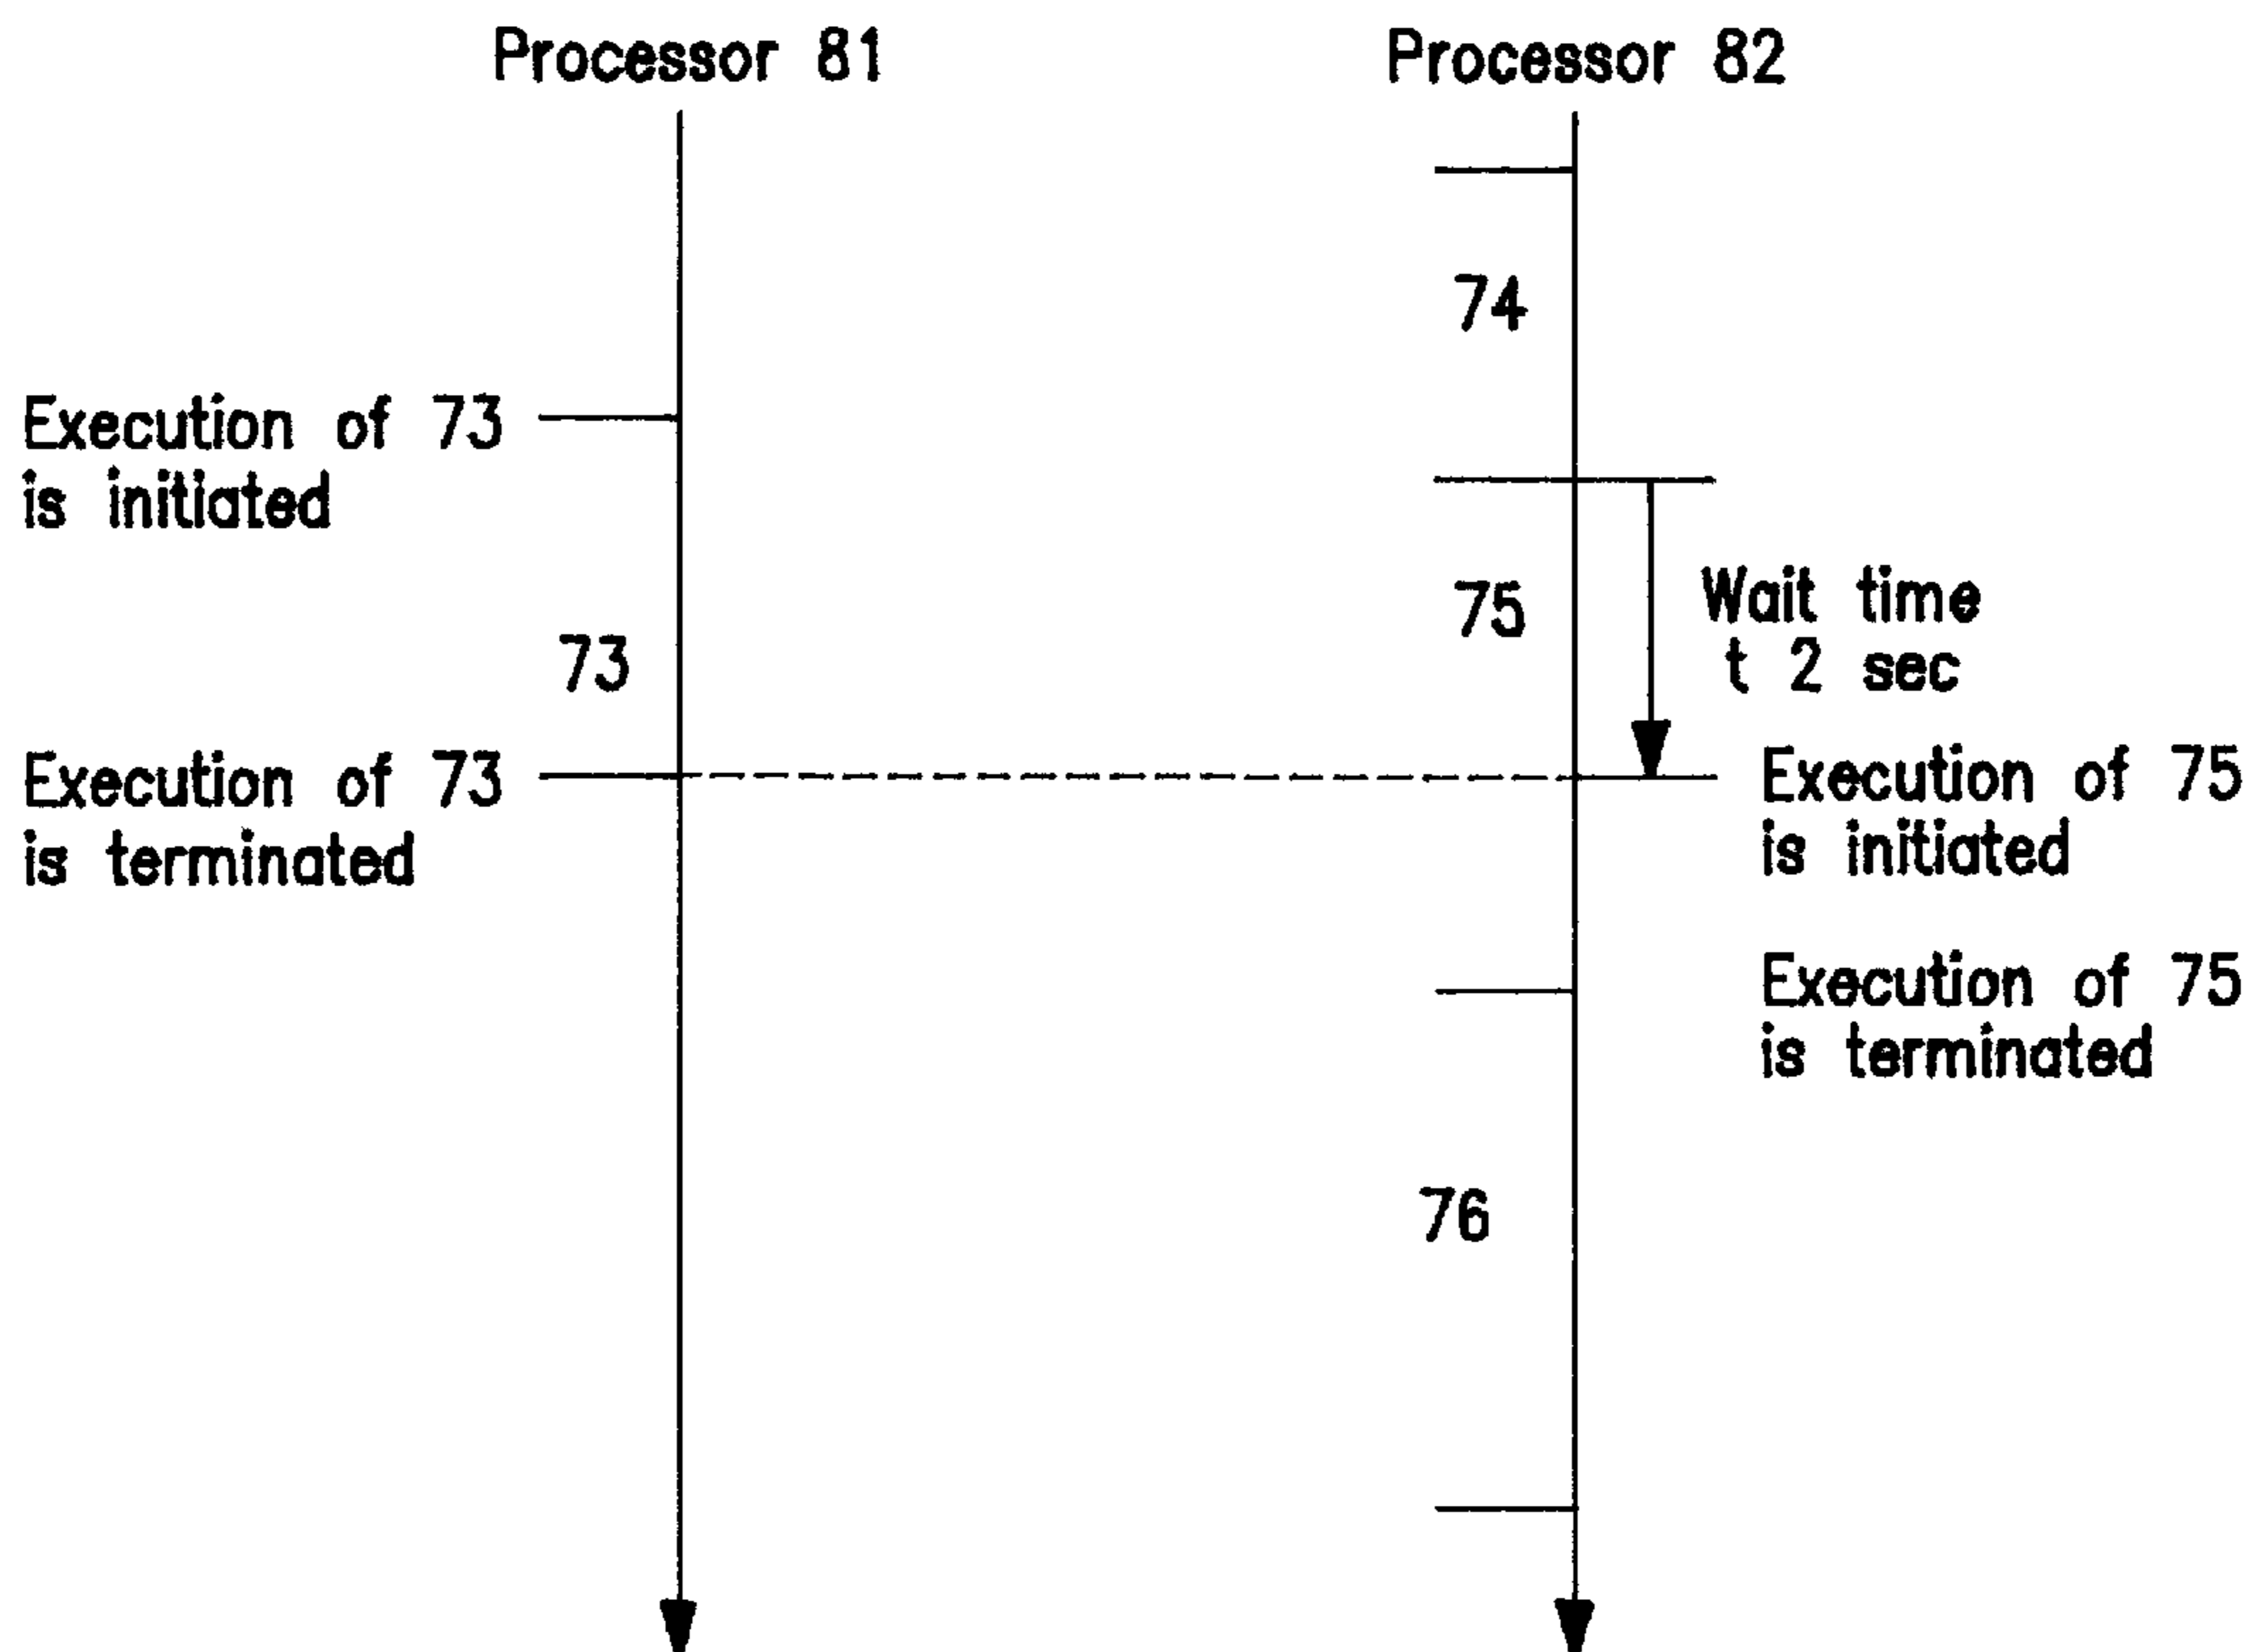 Processor 81
Processor 82
74
Execution of 73
is initiated
75
Wait time
t 2 sec
73
Execution of 73
is terminated
Execution of 75
is initiated
Execution of 75
is terminated
76